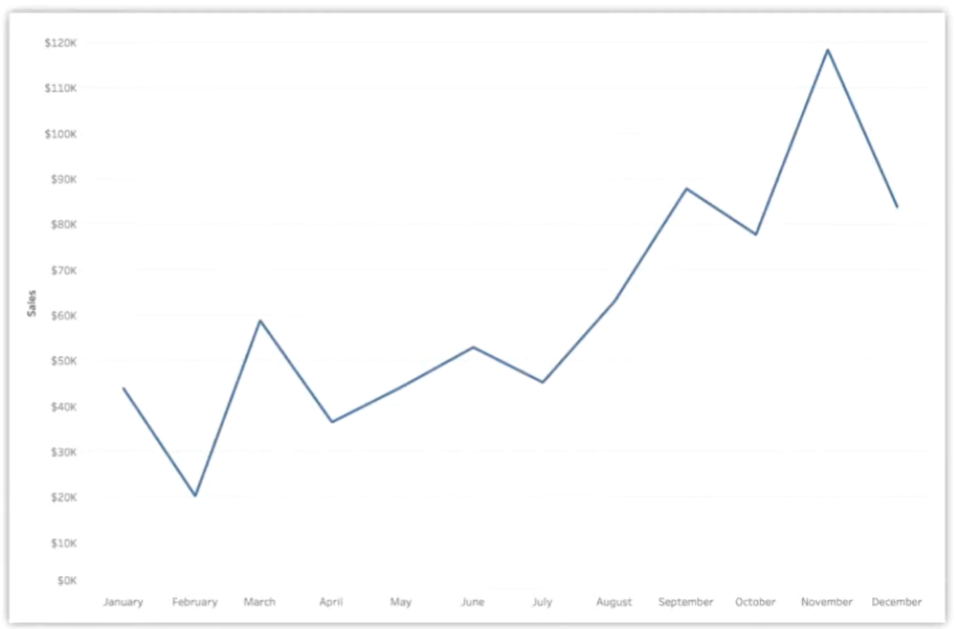 $120K
$110K
$100K
$90K
$80K
$70K
$60K
$50K
$40K
$30K
$20K
$10K
$0K
Sales
January February March April May June July August September October November December